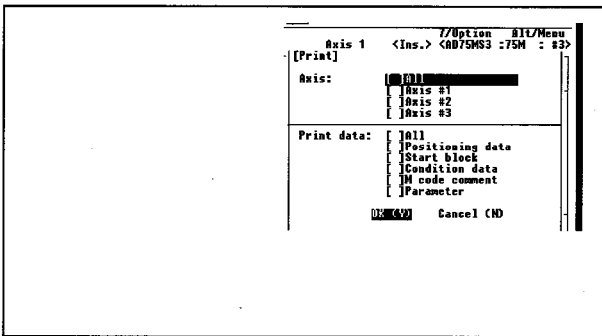 7/Option Alt/Menu
Axis 1 <Ins.> <AD75MS3 :75M : #3>
[Print]
Axis: [ ]All
[ ]Axis #1
[ ]Axis #2
[ ]Axis #3
Print data: [ ]All
[ ]Positioning data
[ ]Start block
[ ]Condition data
[ ]M code comment
[ ]Parameter
OK (Y) Cancel (N)